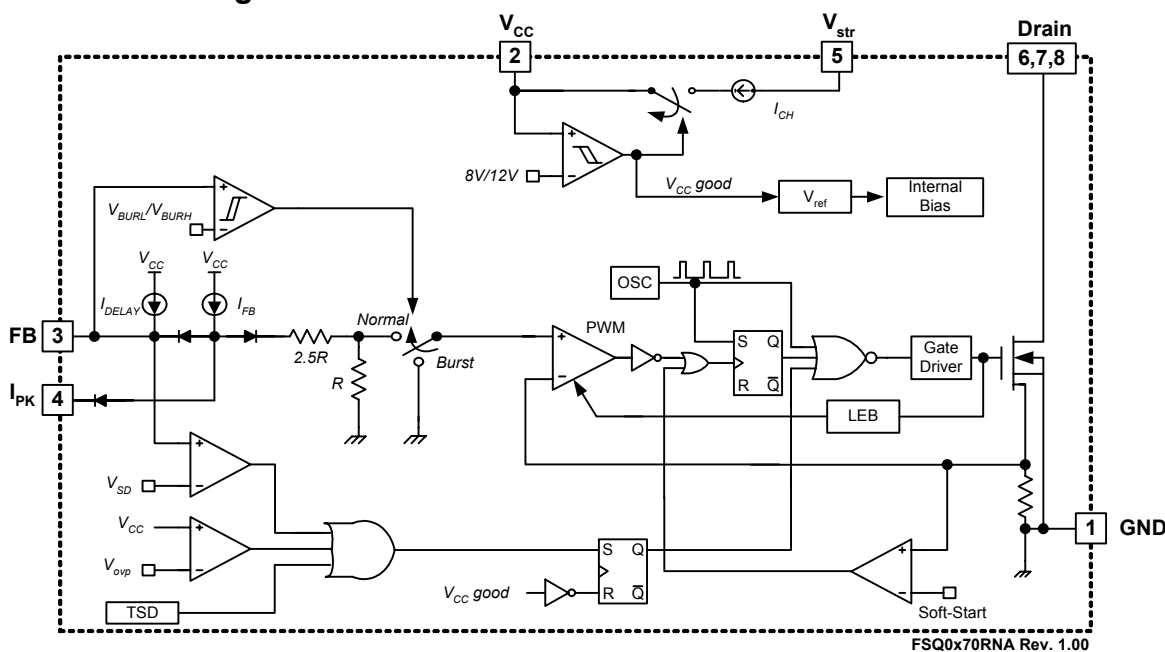 V_CC
V_str
Drain
2
5
6,7,8
I_CH
8V/12V
V_CC good
V_ref
Internal Bias
V_BURL/V_BURH
V_CC
V_CC
OSC
I_DELAY
I_FB
FB 3
Normal
PWM
S Q
R Q̅
Gate Driver
2.5R
R
Burst
I_PK
4
LEB
V_SD
V_CC
V_ovp
S Q
R Q̅
1 GND
V_CC good
TSD
Soft-Start
FSQ0x70RNA Rev. 1.00